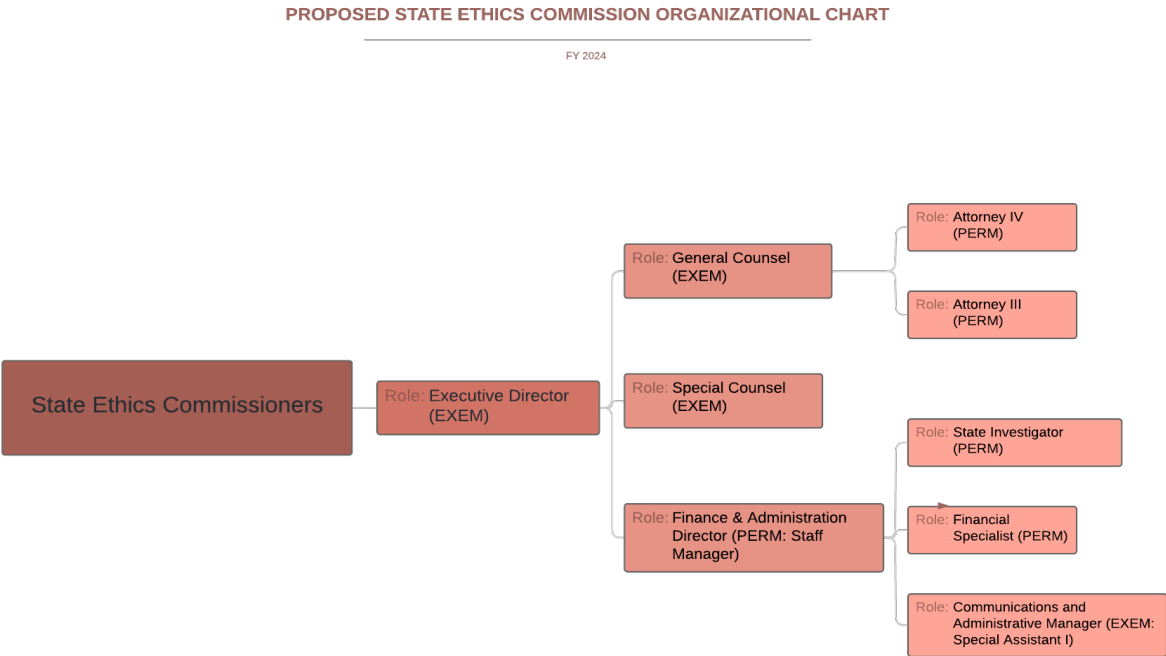 PROPOSED STATE ETHICS COMMISSION ORGANIZATIONAL CHART
FY 2024
State Ethics Commissioners
Role: Executive Director
(EXEM)
Role: General Counsel
(EXEM)
Role: Special Counsel
(EXEM)
Role: Finance & Administration
Director (PERM: Staff
Manager)
Role: Attorney IV
(PERM)
Role: Attorney III
(PERM)
Role: State Investigator
(PERM)
Role: Financial
Specialist (PERM)
Role: Communications and
Administrative Manager (EXEM:
Special Assistant I)